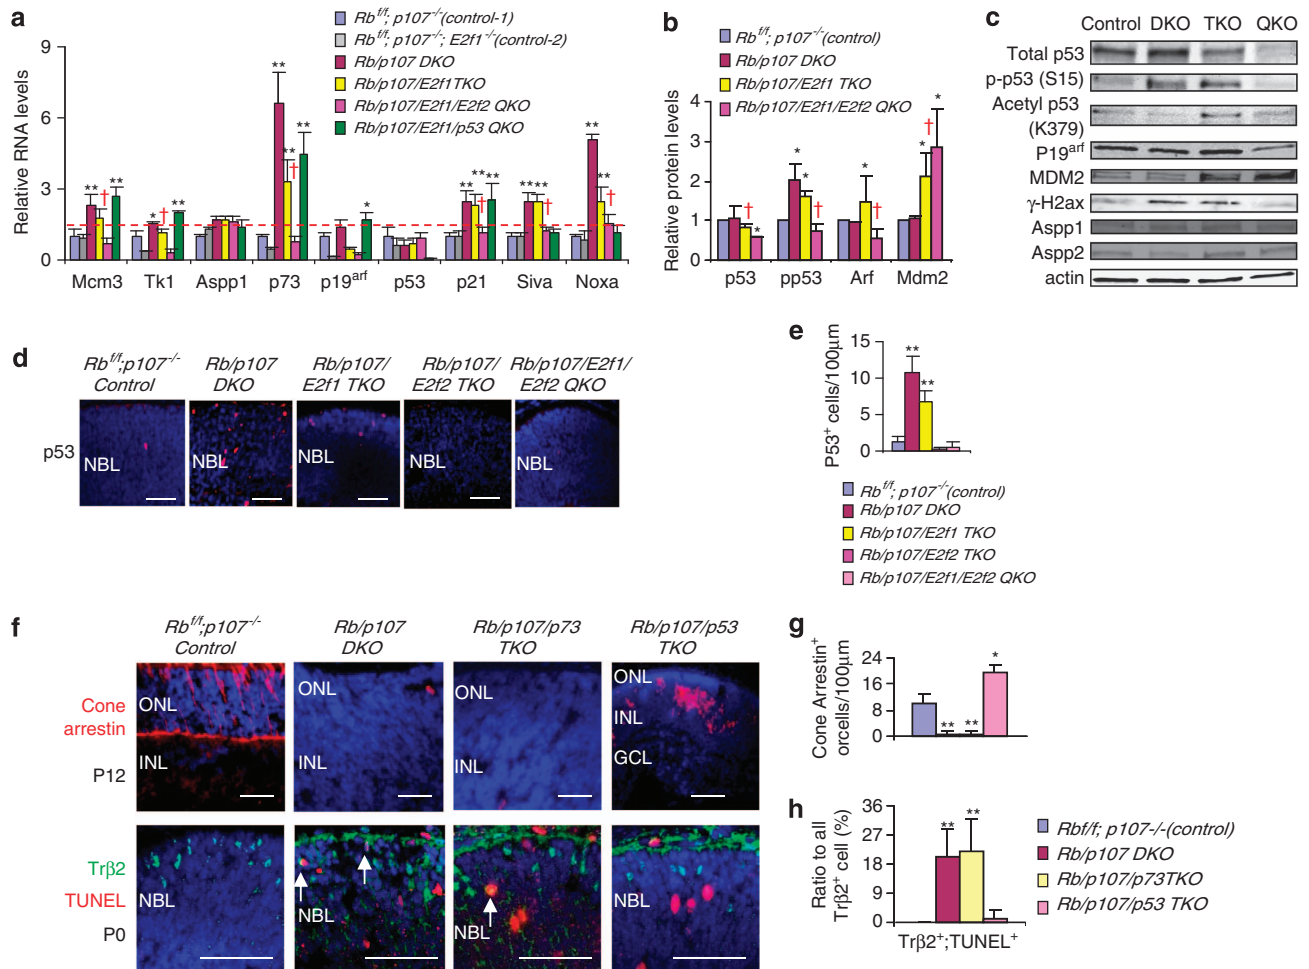 a
Rb f/f; p107 -/- (control-1)
Rb f/f; p107 -/-; E2f1 -/- (control-2)
Rb/p107 DKO
Rb/p107/E2f1TKO
Rb/p107/E2f1/E2f2 QKO
Rb/p107/E2f1/p53 QKO
Relative RNA levels
9
6
3
0
** † * † ** ** † ** * ** ** † ** ** ** † ** ** †
Mcm3 Tk1 Aspp1 p73 p19arf p53 p21 Siva Noxa
b
Rb f/f; p107 -/- (control)
Rb/p107 DKO
Rb/p107/E2f1 TKO
Rb/p107/E2f1/E2f2 QKO
Relative protein levels
4
3
2
1
0
† * * * † * † * † *
p53 pp53 Arf Mdm2
c
Control DKO TKO QKO
Total p53
p-p53 (S15)
Acetyl p53
(K379)
P19arf
MDM2
γ-H2ax
Aspp1
Aspp2
actin
d
Rb f/f;p107 -/-
Control
Rb/p107
DKO
Rb/p107/
E2f1 TKO
Rb/p107/
E2f2 TKO
Rb/p107/E2f1/
E2f2 QKO
p53
NBL NBL NBL NBL NBL
e
P53+ cells/100μm
15
10
5
0
** **
Rb f/f; p107 -/- (control)
Rb/p107 DKO
Rb/p107/E2f1 TKO
Rb/p107/E2f2 TKO
Rb/p107/E2f1/E2f2 QKO
f
Rb f/f;p107 -/-
Control
Rb/p107
DKO
Rb/p107/p73
TKO
Rb/p107/p53
TKO
Cone
arrestin
P12
ONL
INL
ONL
INL
ONL
INL
ONL
INL
GCL
Trβ2
TUNEL
P0
NBL NBL NBL NBL
g
Cone Arrestin+
orcells/100μm
24
16
8
0
** ** *
h
Ratio to all
Trβ2+ cell (%)
36
27
18
9
0
** **
Trβ2+;TUNEL+
Rbf/f; p107-/-(control)
Rb/p107 DKO
Rb/p107/p73TKO
Rb/p107/p53 TKO